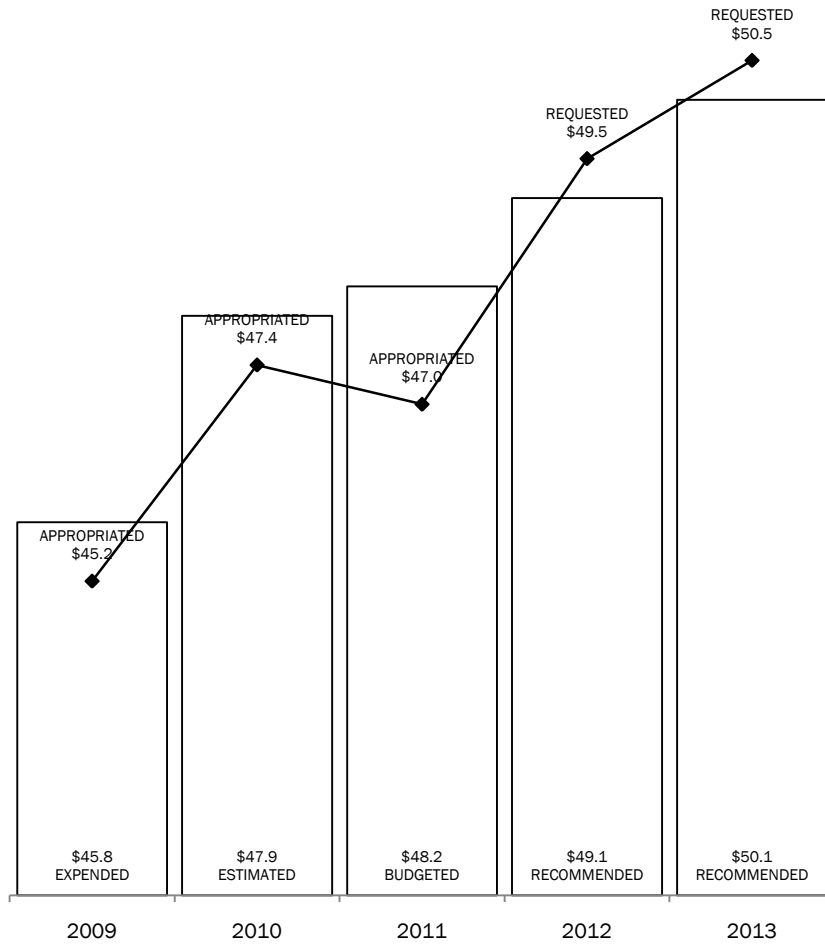 REQUESTED
$50.5
REQUESTED
$49.5
APPROPRIATED
$47.4
APPROPRIATED
$47.0
APPROPRIATED
$45.2
$45.8
EXPENDED
$47.9
ESTIMATED
$48.2
BUDGETED
$49.1
RECOMMENDED
$50.1
RECOMMENDED
2009
2010
2011
2012
2013